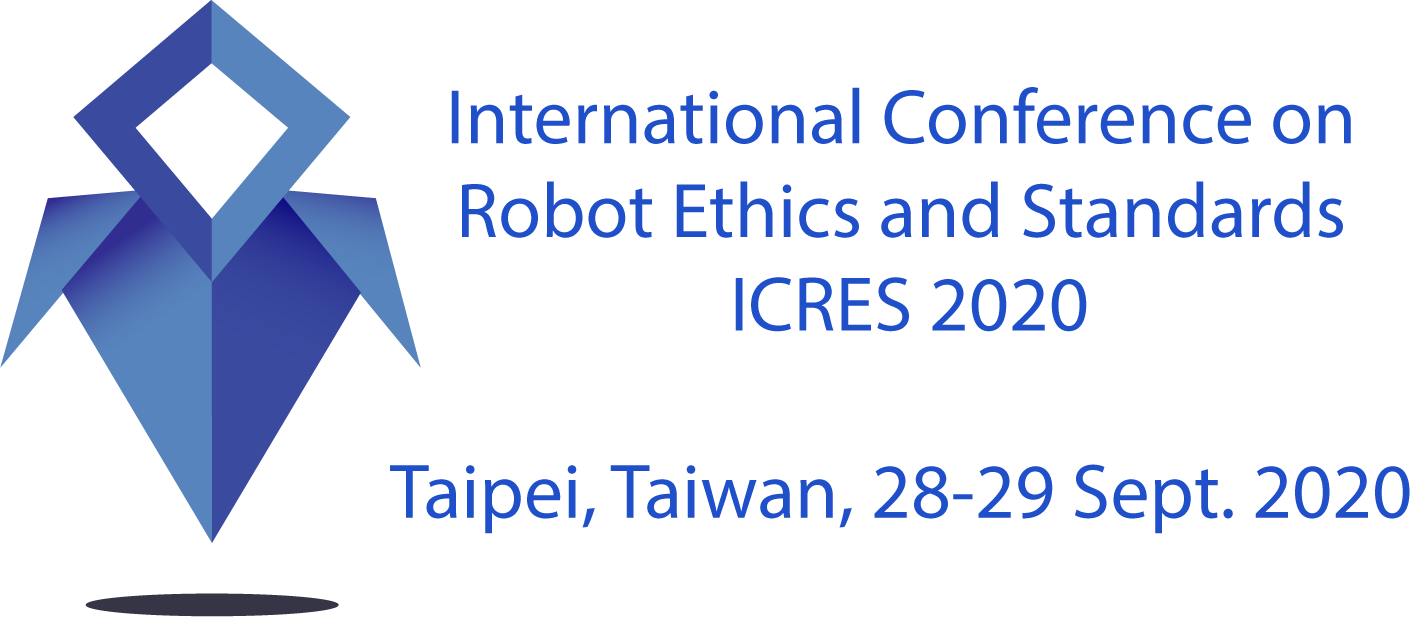 International Conference on
Robot Ethics and Standards
ICRES 2020
Taipei, Taiwan, 28-29 Sept. 2020